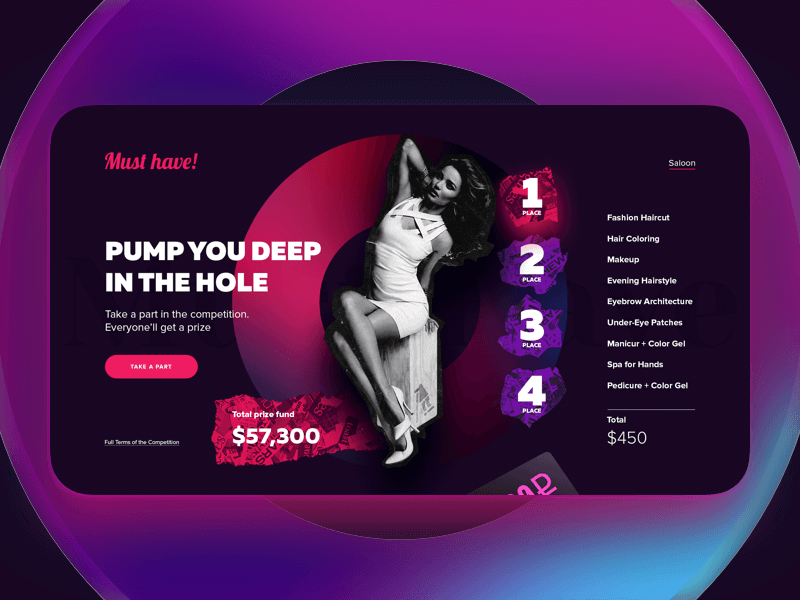 Must have!
Saloon
PUMP YOU DEEP
IN THE HOLE
Take a part in the competition.
Everyone'll get a prize
TAKE A PART
Total prize fund
$57,300
Full Terms of the Competition
1
PLACE
2
PLACE
3
PLACE
4
PLACE
Fashion Haircut
Hair Coloring
Makeup
Evening Hairstyle
Eyebrow Architecture
Under-Eye Patches
Manicur + Color Gel
Spa for Hands
Pedicure + Color Gel
Total
$450